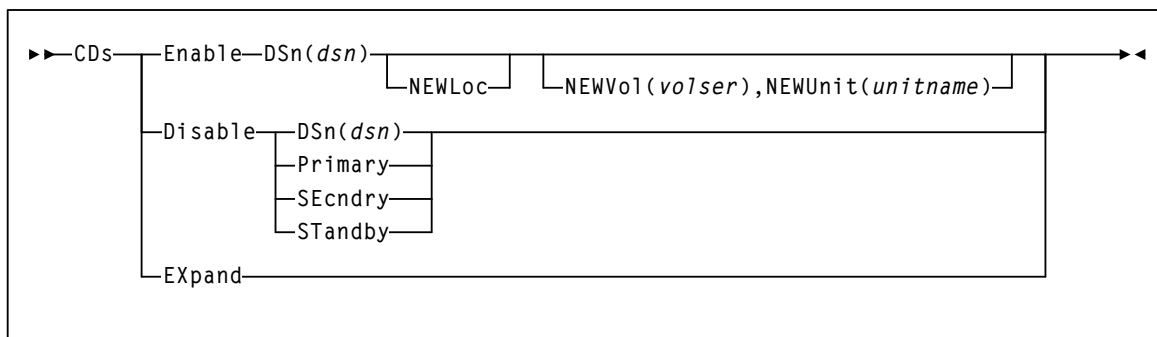 CDs Enable DSn(dsn)
NEWLoc NEWVol(volser),NEWUnit(unitname)
Disable DSn(dsn)
Primary
SEcndry
STandby
EXpand